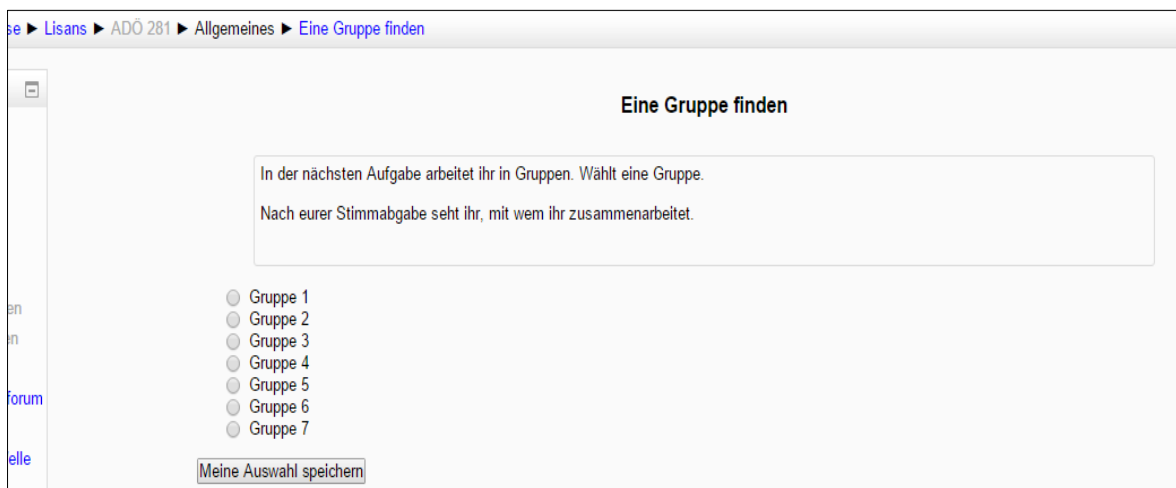 se ► Lisans ► ADÖ 281 ► Allgemeines ► Eine Gruppe finden
Eine Gruppe finden
In der nächsten Aufgabe arbeitet ihr in Gruppen. Wählt eine Gruppe.
Nach eurer Stimmabgabe seht ihr, mit wem ihr zusammenarbeitet.
Gruppe 1
en
Gruppe 2
Gruppe 3
en
Gruppe 4
Gruppe 5
forum
Gruppe 6
Gruppe 7
elle
Meine Auswahl speichern